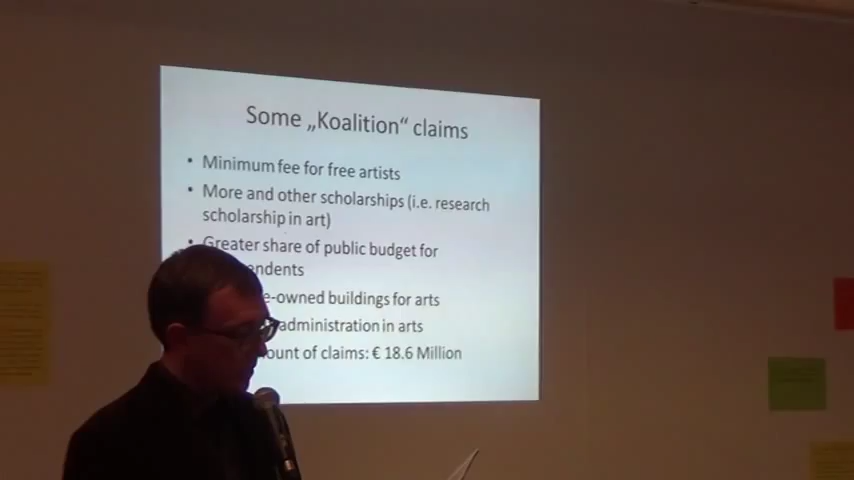 Some „Koalition“ claims
• Minimum fee for free artists
• More and other scholarships (i.e. research
scholarship in art)
• Greater share of public budget for
endents
e-owned buildings for arts
administration in arts
ount of claims: € 18.6 Million